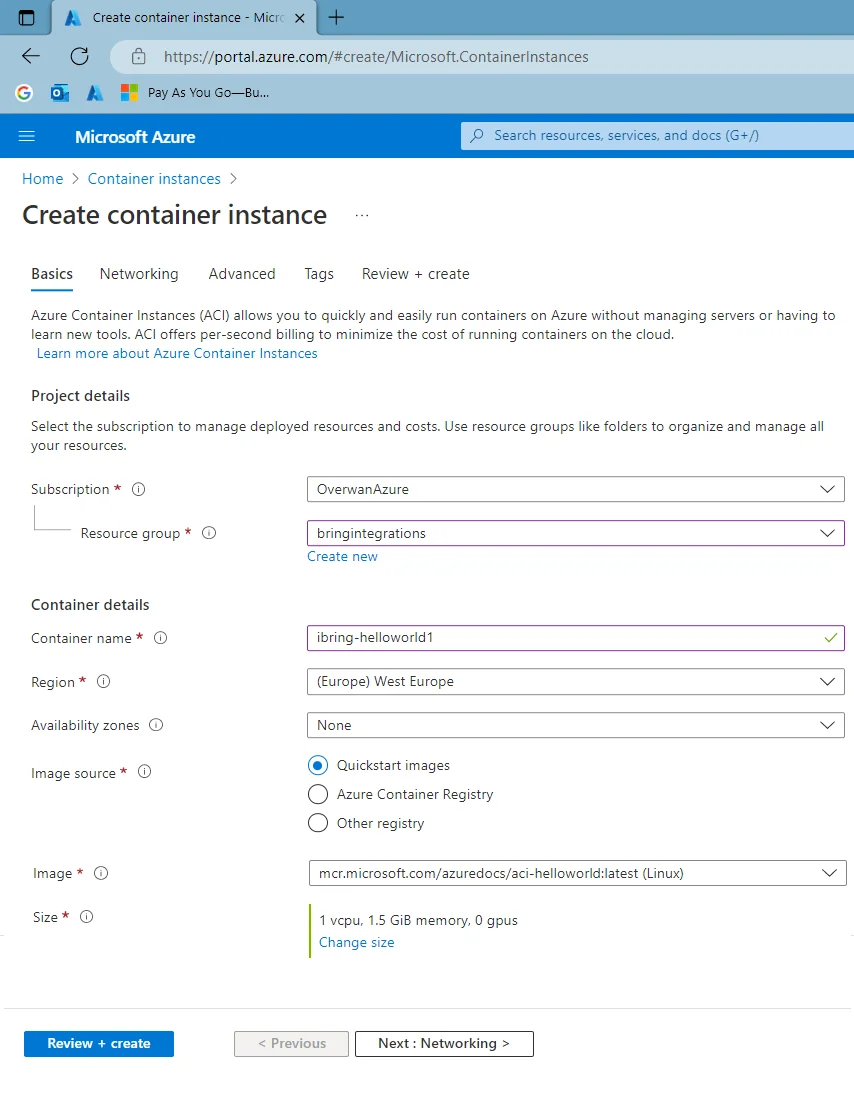 Create container instance - Micro
https://portal.azure.com/#create/Microsoft.ContainerInstances
Pay As You Go—Bu...
Microsoft Azure
Search resources, services, and docs (G+/)
Home > Container instances >
Create container instance ...
Basics Networking Advanced Tags Review + create
Azure Container Instances (ACI) allows you to quickly and easily run containers on Azure without managing servers or having to
learn new tools. ACI offers per-second billing to minimize the cost of running containers on the cloud.
Learn more about Azure Container Instances
Project details
Select the subscription to manage deployed resources and costs. Use resource groups like folders to organize and manage all
your resources.
Subscription * OverwanAzure
Resource group * bringintegrations
Create new
Container details
Container name * ibring-helloworld1
Region * (Europe) West Europe
Availability zones None
Image source * Quickstart images
Azure Container Registry
Other registry
Image * mcr.microsoft.com/azuredocs/aci-helloworld:latest (Linux)
Size * 1 vcpu, 1.5 GiB memory, 0 gpus
Change size
Review + create < Previous Next : Networking >